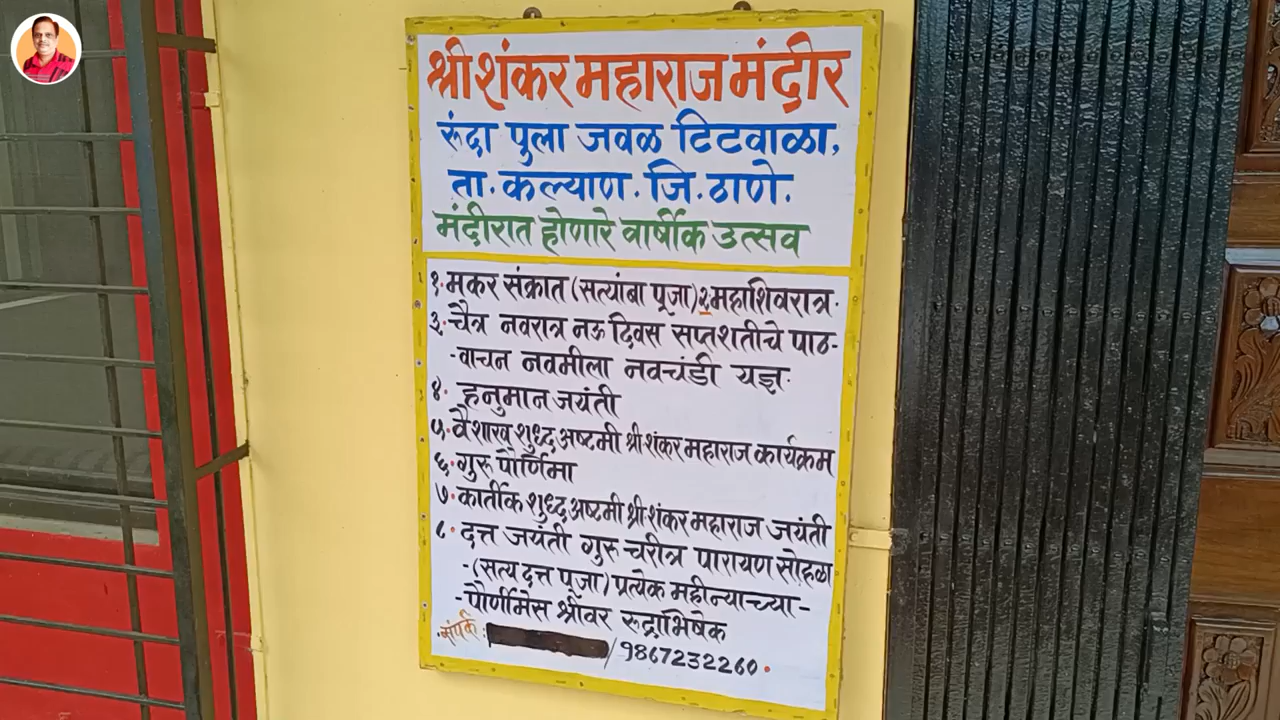 श्री शंकर महाराज मंदीर
रुंदा पुला जवळ टिटवाळा,
ता. कल्याण. जि. ठाणे.
मंदीरात होणारे वार्षीक उत्सव
१. मकर संक्रात (सत्यांबा पूजा) २ महाशिवरात्र.
३. चैत्र नवरात्र नऊ दिवस सप्तशतीचे पाठ-
-वाचन नवमीला नवचंडी यज्ञ.
४. हनुमान जयंती
५. वैशाख शुध्द अष्टमी श्री शंकर महाराज कार्यक्रम
६. गुरू पौर्णिमा
७. कार्तीक शुध्द अष्टमी श्री शंकर महाराज जयंती
८. दत्त जयंती गुरू चरीत्र पारायण सोहळा
-(सत्य दत्त पूजा) प्रत्येक महीन्याच्या-
-पौर्णीमेस श्रींवर रूद्राभिषेक
संपर्क : /9867232260.